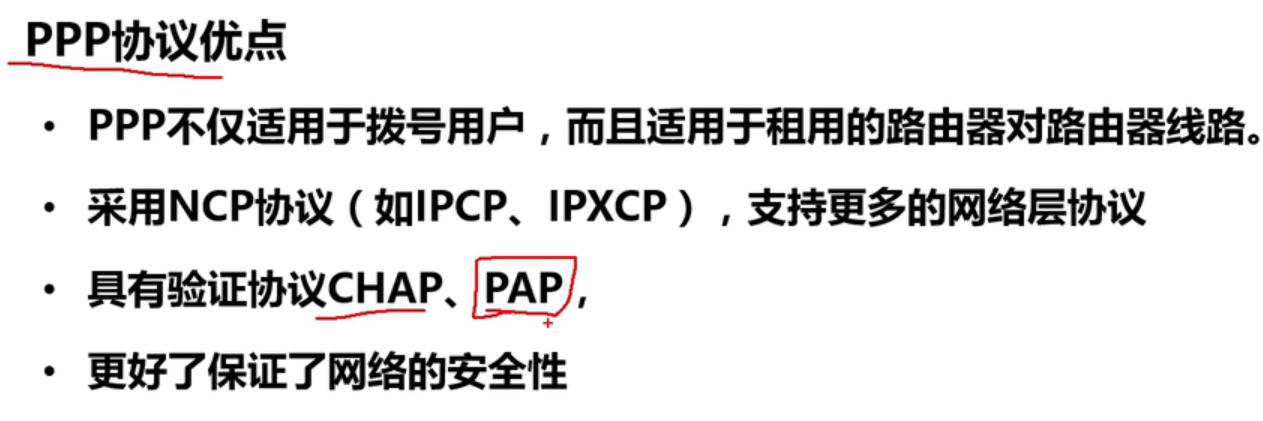 PPP协议优点
• PPP不仅适用于拨号用户，而且适用于租用的路由器对路由器线路。
• 采用NCP协议（如IPCP、IPXCP），支持更多的网络层协议
• 具有验证协议CHAP、PAP，
• 更好了保证了网络的安全性